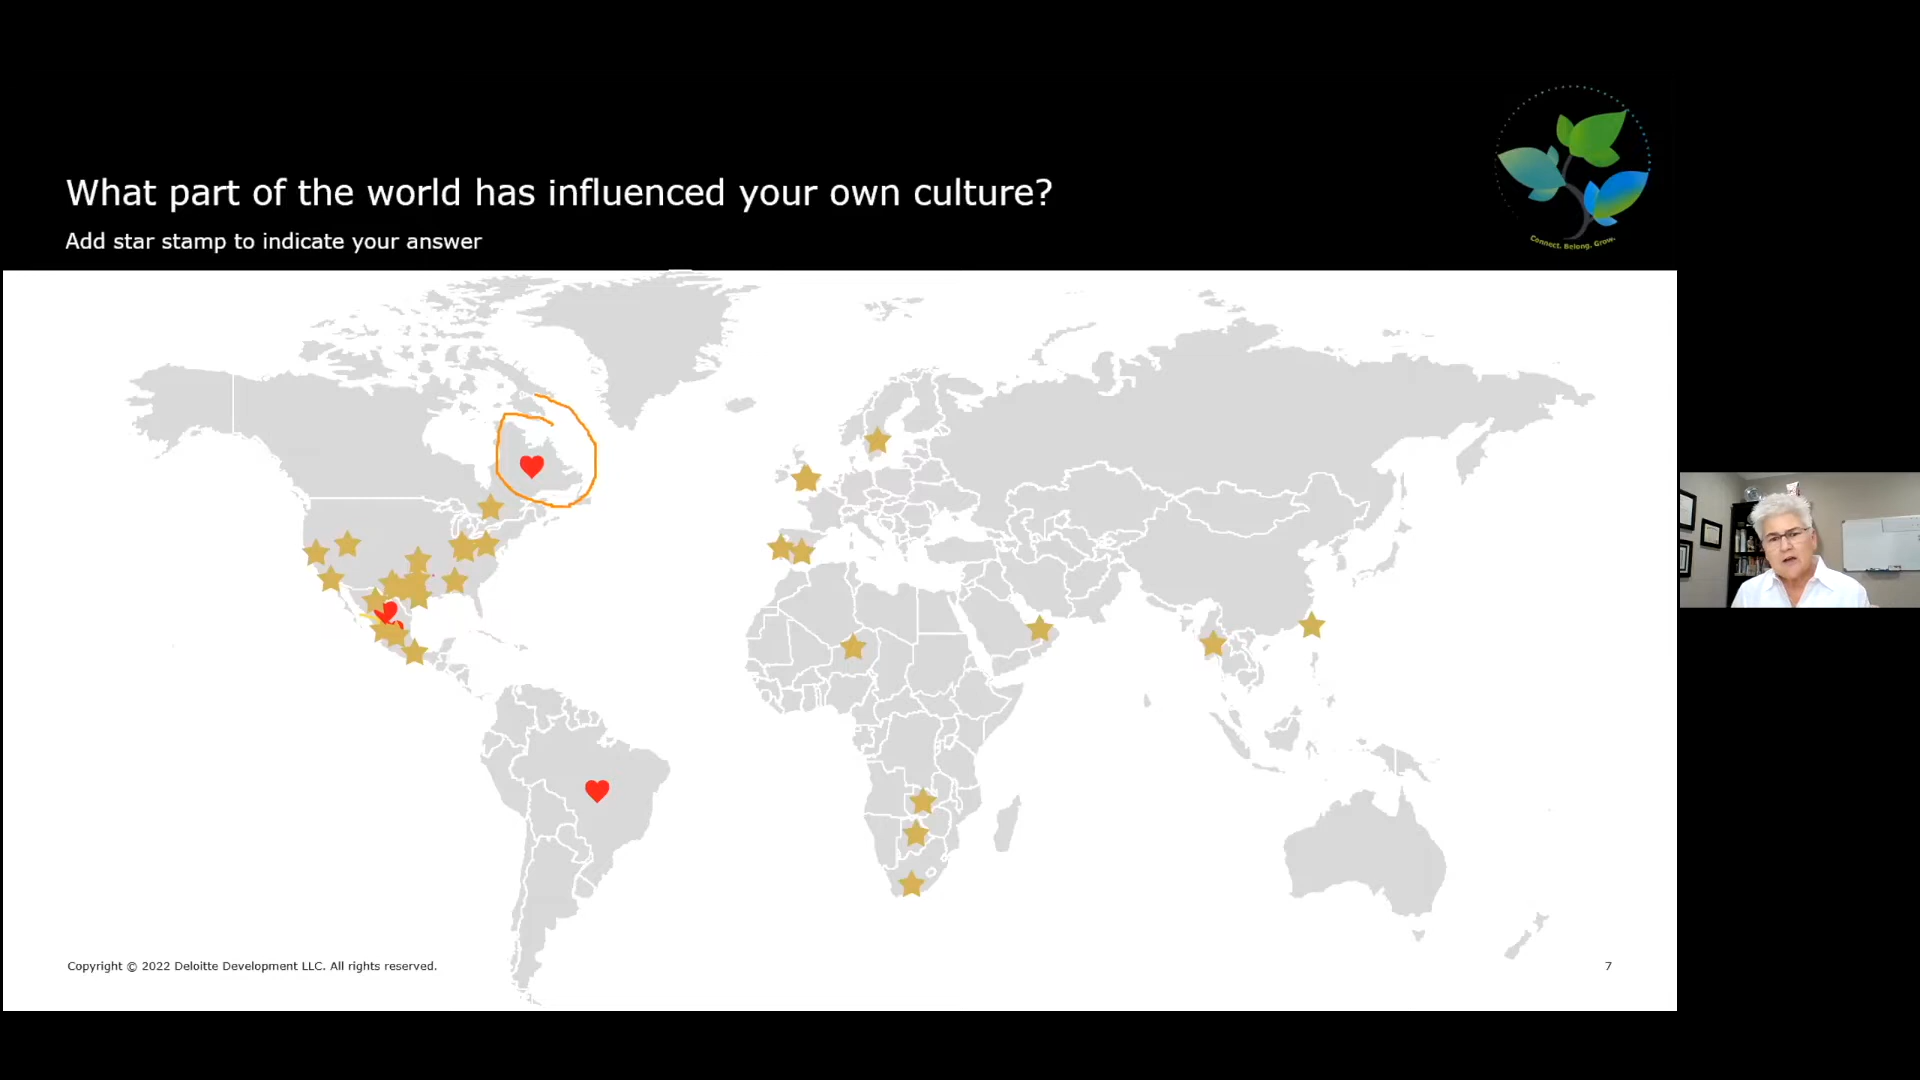 What part of the world has influenced your own culture?
Add star stamp to indicate your answer
Connect. Belong. Grow.
Copyright © 2022 Deloitte Development LLC. All rights reserved.
7